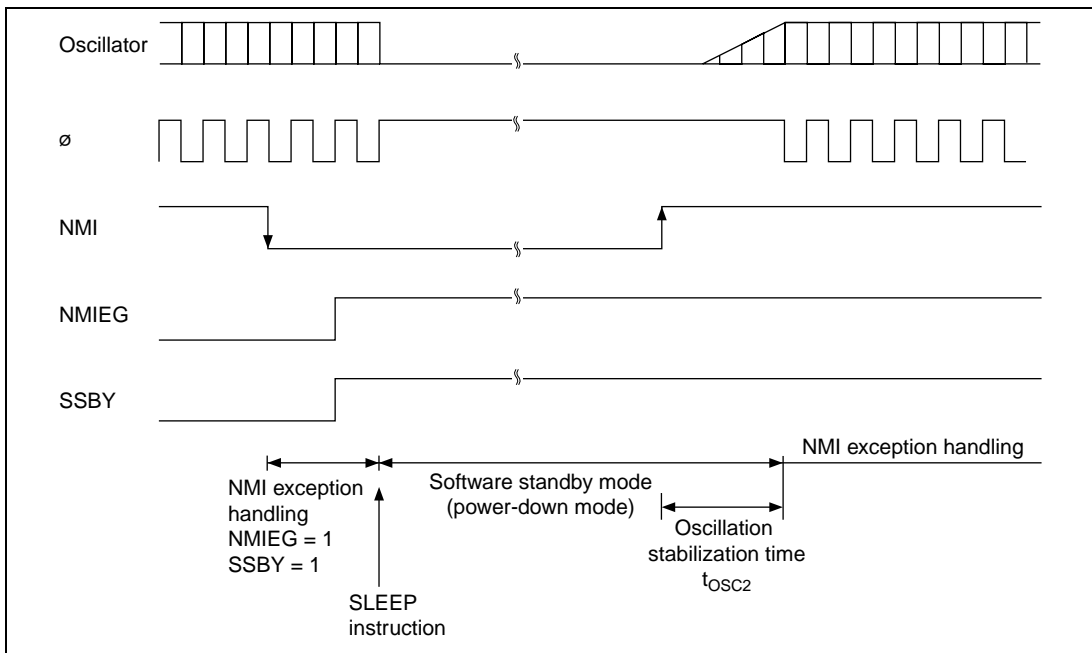 Oscillator
ø
NMI
NMIEG
SSBY
NMI exception handling
NMI exception
handling
NMIEG = 1
SSBY = 1
Software standby mode
(power-down mode)
Oscillation
stabilization time
tOSC2
SLEEP
instruction